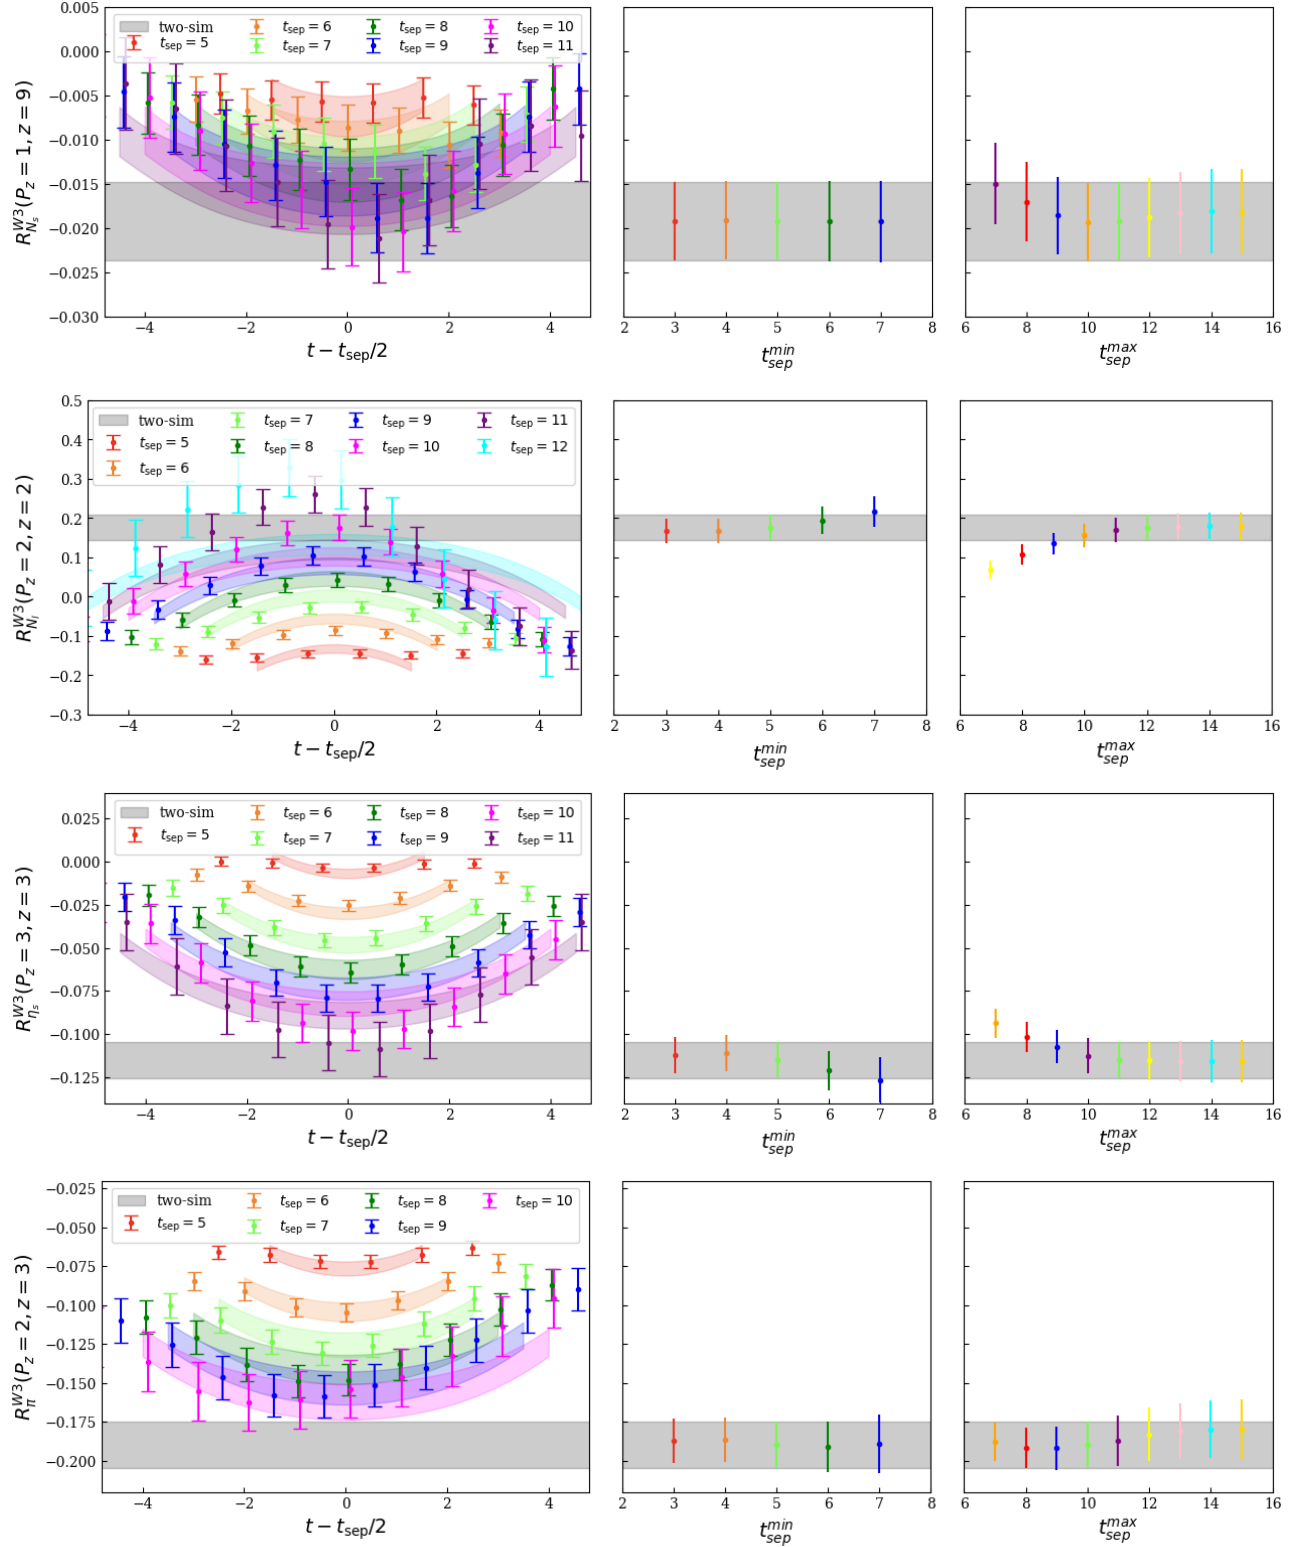 0.005
0.000
−0.005
−0.010
−0.015
−0.020
−0.025
−0.030
R_{N_s}^{W3}(P_z = 1, z = 9)
two-sim
t_sep = 5
t_sep = 6
t_sep = 7
t_sep = 8
t_sep = 9
t_sep = 10
t_sep = 11
−4 −2 0 2 4
t − t_sep/2
2 3 4 5 6 7 8
t_{sep}^{min}
6 8 10 12 14 16
t_{sep}^{max}
0.5
0.4
0.3
0.2
0.1
0.0
−0.1
−0.2
−0.3
R_{N_l}^{W3}(P_z = 2, z = 2)
two-sim
t_sep = 5
t_sep = 6
t_sep = 7
t_sep = 8
t_sep = 9
t_sep = 10
t_sep = 11
t_sep = 12
−4 −2 0 2 4
t − t_sep/2
2 3 4 5 6 7 8
t_{sep}^{min}
6 8 10 12 14 16
t_{sep}^{max}
0.025
0.000
−0.025
−0.050
−0.075
−0.100
−0.125
R_{η_s}^{W3}(P_z = 3, z = 3)
two-sim
t_sep = 5
t_sep = 6
t_sep = 7
t_sep = 8
t_sep = 9
t_sep = 10
t_sep = 11
−4 −2 0 2 4
t − t_sep/2
2 3 4 5 6 7 8
t_{sep}^{min}
6 8 10 12 14 16
t_{sep}^{max}
−0.025
−0.050
−0.075
−0.100
−0.125
−0.150
−0.175
−0.200
R_π^{W3}(P_z = 2, z = 3)
two-sim
t_sep = 5
t_sep = 6
t_sep = 7
t_sep = 8
t_sep = 9
t_sep = 10
−4 −2 0 2 4
t − t_sep/2
2 3 4 5 6 7 8
t_{sep}^{min}
6 8 10 12 14 16
t_{sep}^{max}